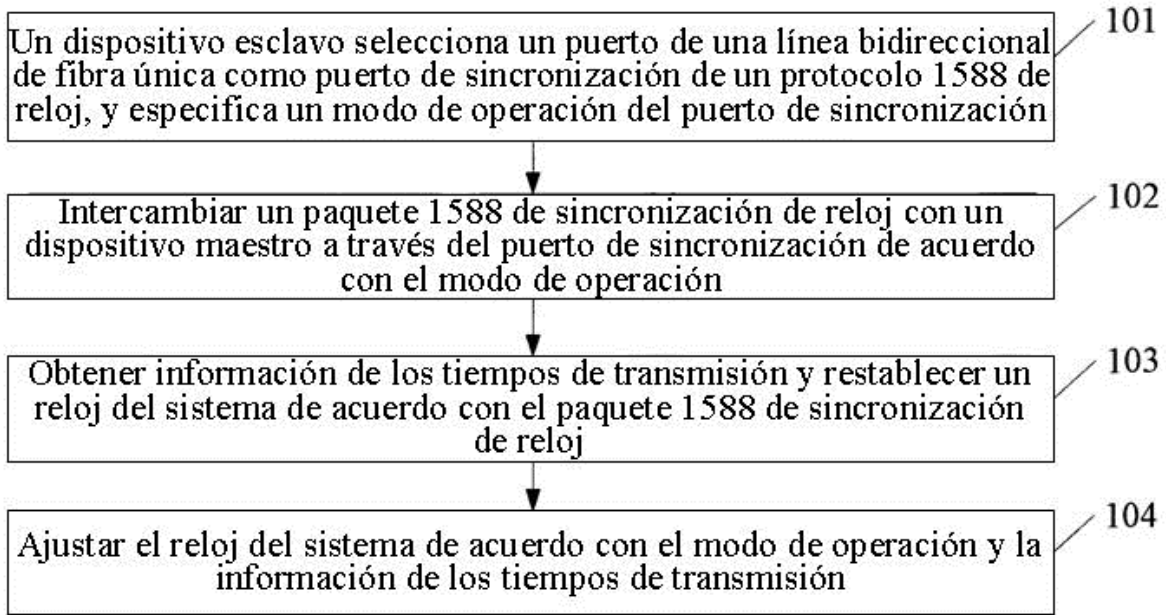 101
Un dispositivo esclavo selecciona un puerto de una línea bidireccional
de fibra única como puerto de sincronización de un protocolo 1588 de
reloj, y especifica un modo de operación del puerto de sincronización
102
Intercambiar un paquete 1588 de sincronización de reloj con un
dispositivo maestro a través del puerto de sincronización de acuerdo
con el modo de operación
103
Obtener información de los tiempos de transmisión y restablecer un
reloj del sistema de acuerdo con el paquete 1588 de sincronización
de reloj
104
Ajustar el reloj del sistema de acuerdo con el modo de operación y la
información de los tiempos de transmisión